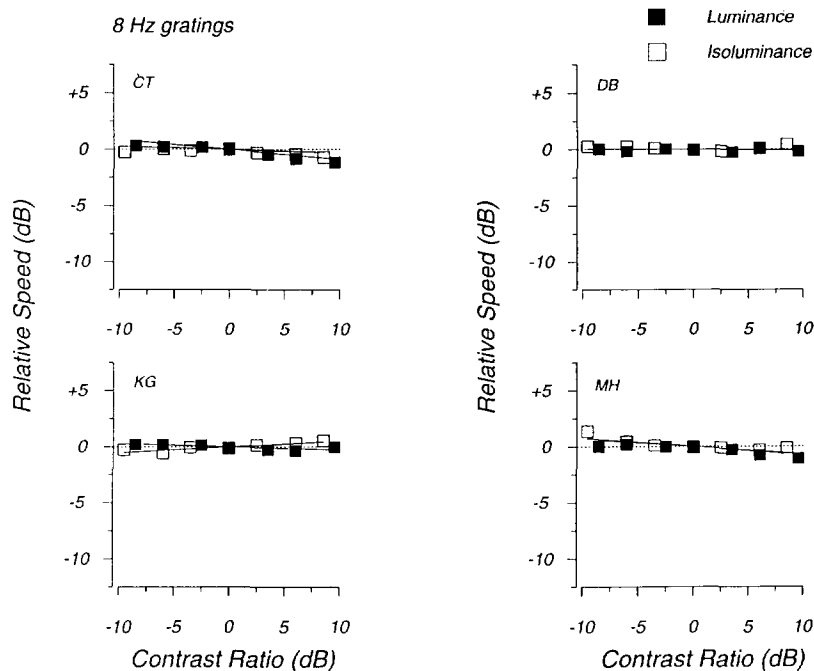 8 Hz gratings
Luminance
Isoluminance
CT
+5
0
-5
-10
-10 -5 0 5 10
Relative Speed (dB)
DB
+5
0
-5
-10
-10 -5 0 5 10
Relative Speed (dB)
KG
+5
0
-5
-10
-10 -5 0 5 10
Relative Speed (dB)
Contrast Ratio (dB)
MH
+5
0
-5
-10
-10 -5 0 5 10
Relative Speed (dB)
Contrast Ratio (dB)